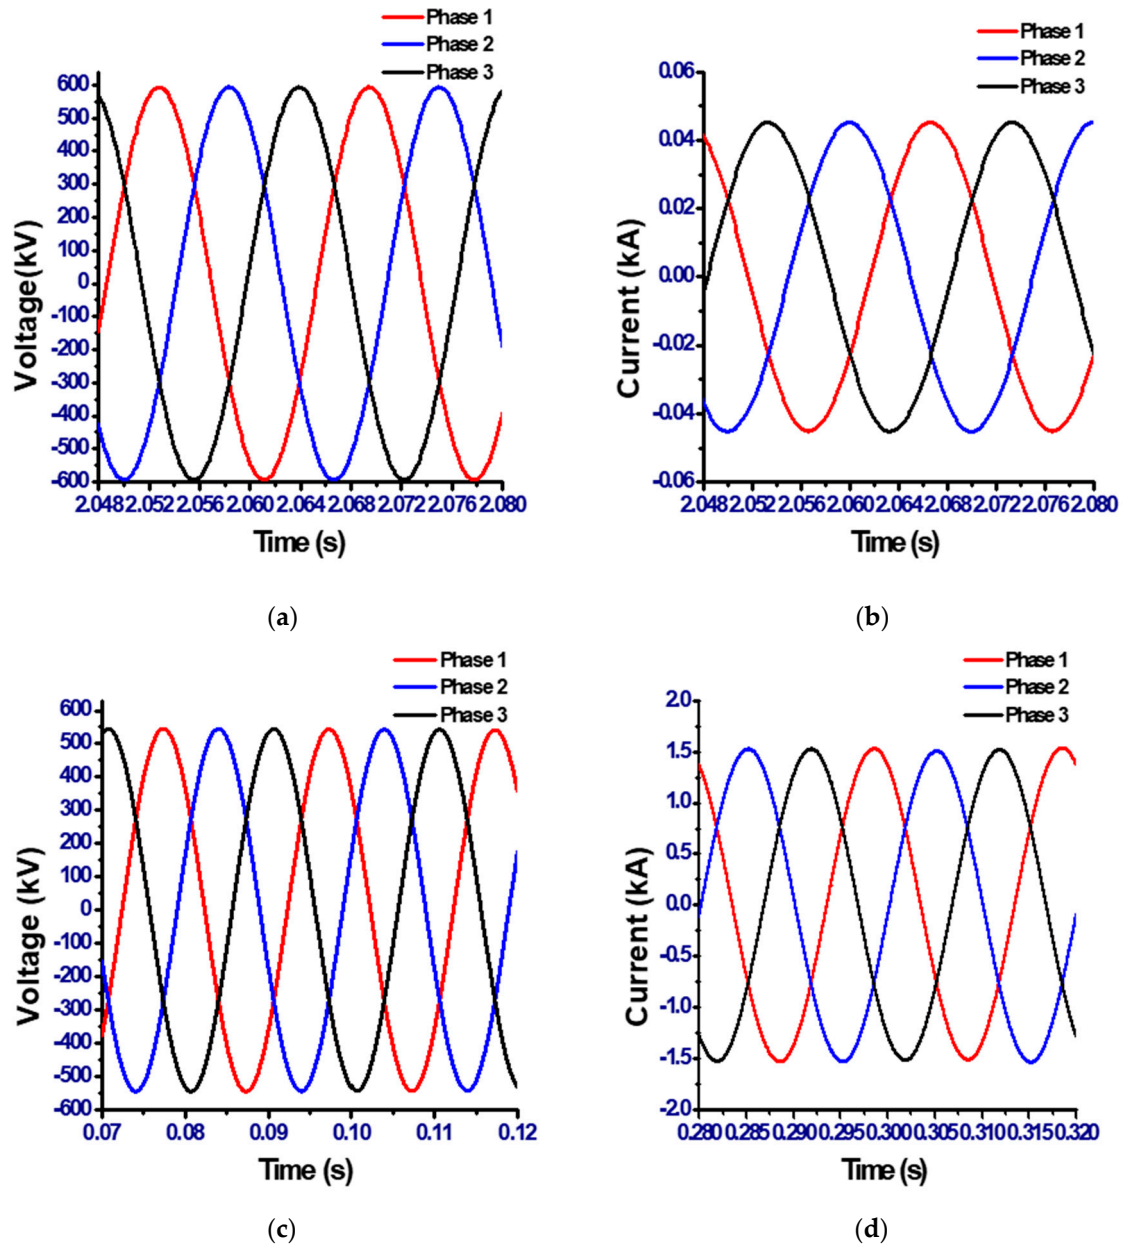 Phase 1
Phase 2
Phase 3
600
500
400
300
200
100
0
-100
-200
-300
-400
-500
-600
Voltage(kV)
2.048 2.052 2.056 2.060 2.064 2.068 2.072 2.076 2.080
Time (s)
(a)
Phase 1
Phase 2
Phase 3
0.06
0.04
0.02
0.00
-0.02
-0.04
-0.06
Current (kA)
2.048 2.052 2.056 2.060 2.064 2.068 2.072 2.076 2.080
Time (s)
(b)
Phase 1
Phase 2
Phase 3
600
500
400
300
200
100
0
-100
-200
-300
-400
-500
-600
Voltage (kV)
0.07 0.08 0.09 0.10 0.11 0.12
Time (s)
(c)
Phase 1
Phase 2
Phase 3
2.0
1.5
1.0
0.5
0.0
-0.5
-1.0
-1.5
-2.0
Current (kA)
0.280 0.285 0.290 0.295 0.300 0.305 0.310 0.315 0.320
Time (s)
(d)